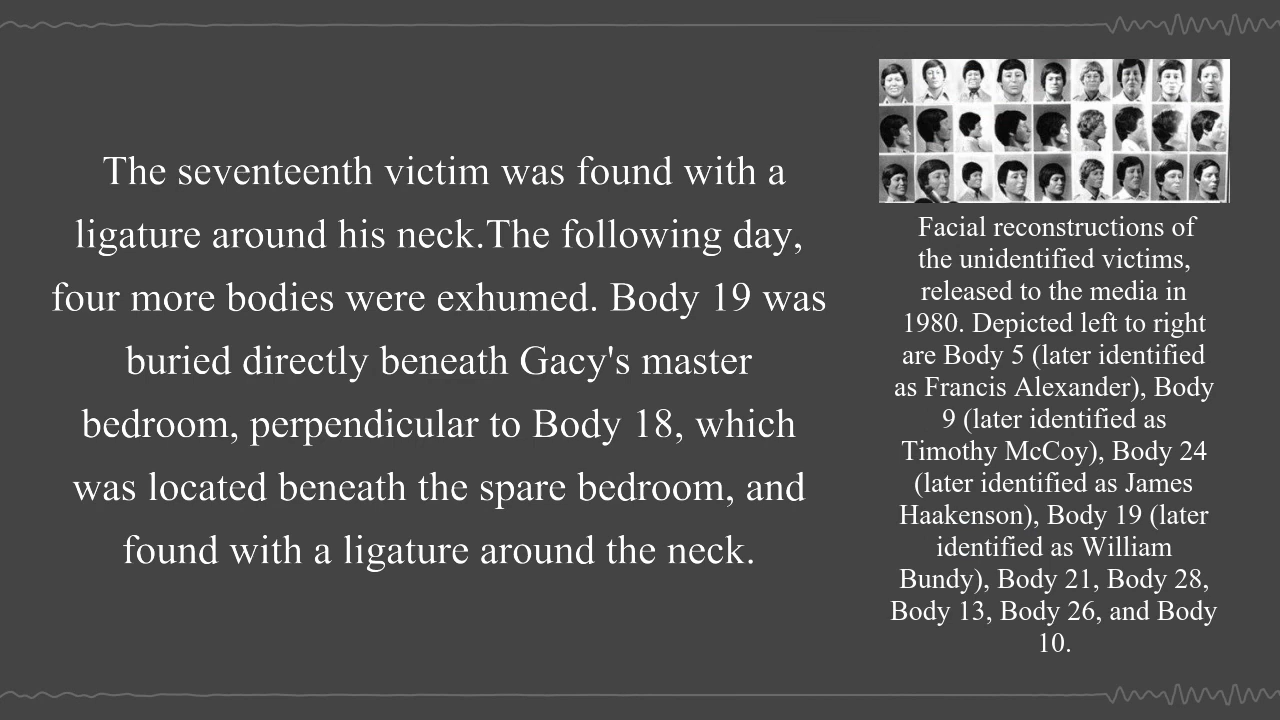 The seventeenth victim was found with a
ligature around his neck.The following day,
four more bodies were exhumed. Body 19 was
buried directly beneath Gacy's master
bedroom, perpendicular to Body 18, which
was located beneath the spare bedroom, and
found with a ligature around the neck.
Facial reconstructions of
the unidentified victims,
released to the media in
1980. Depicted left to right
are Body 5 (later identified
as Francis Alexander), Body
9 (later identified as
Timothy McCoy), Body 24
(later identified as James
Haakenson), Body 19 (later
identified as William
Bundy), Body 21, Body 28,
Body 13, Body 26, and Body
10.